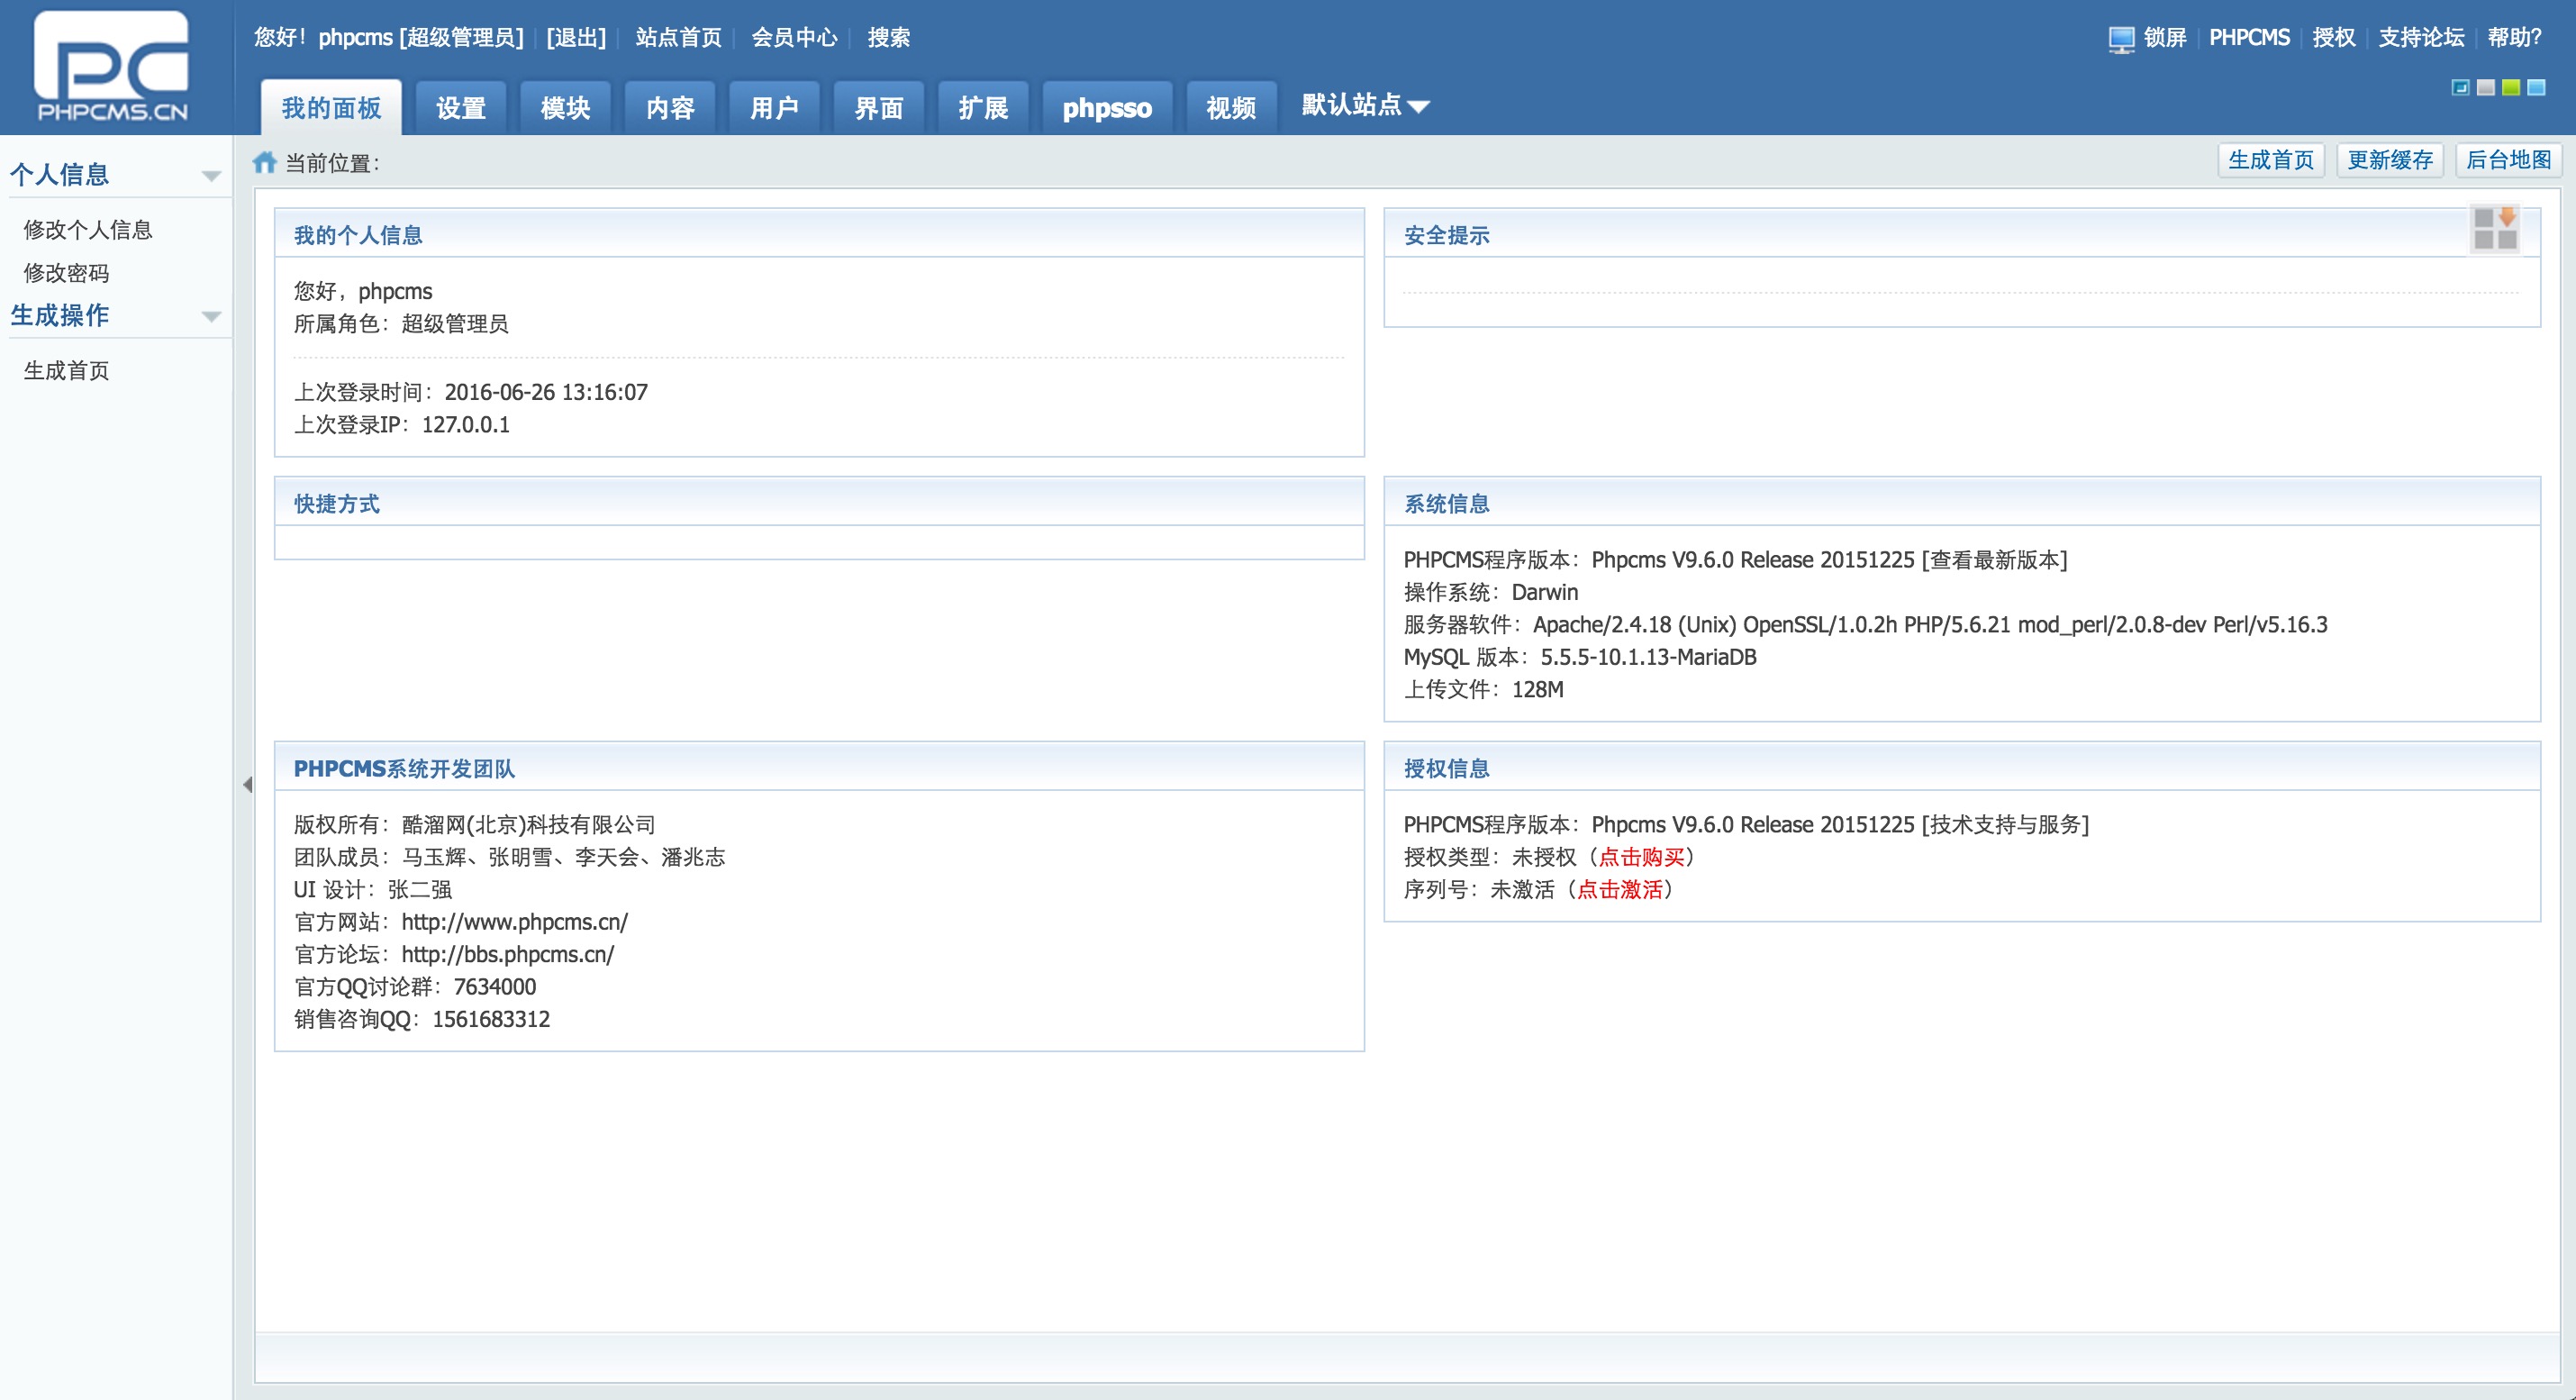 PC
PHPCMS.CN
您好！phpcms [超级管理员] [退出] 站点首页 会员中心 搜索
锁屏 PHPCMS 授权 支持论坛 帮助?
我的面板 设置 模块 内容 用户 界面 扩展 phpsso 视频 默认站点
个人信息
修改个人信息
修改密码
生成操作
生成首页
当前位置：
生成首页 更新缓存 后台地图
我的个人信息
您好，phpcms
所属角色：超级管理员
上次登录时间：2016-06-26 13:16:07
上次登录IP：127.0.0.1
安全提示
快捷方式
系统信息
PHPCMS程序版本：Phpcms V9.6.0 Release 20151225 [查看最新版本]
操作系统：Darwin
服务器软件：Apache/2.4.18 (Unix) OpenSSL/1.0.2h PHP/5.6.21 mod_perl/2.0.8-dev Perl/v5.16.3
MySQL 版本：5.5.5-10.1.13-MariaDB
上传文件：128M
PHPCMS系统开发团队
版权所有：酷溜网(北京)科技有限公司
团队成员：马玉辉、张明雪、李天会、潘兆志
UI 设计：张二强
官方网站：http://www.phpcms.cn/
官方论坛：http://bbs.phpcms.cn/
官方QQ讨论群：7634000
销售咨询QQ：1561683312
授权信息
PHPCMS程序版本：Phpcms V9.6.0 Release 20151225 [技术支持与服务]
授权类型：未授权（点击购买）
序列号：未激活（点击激活）